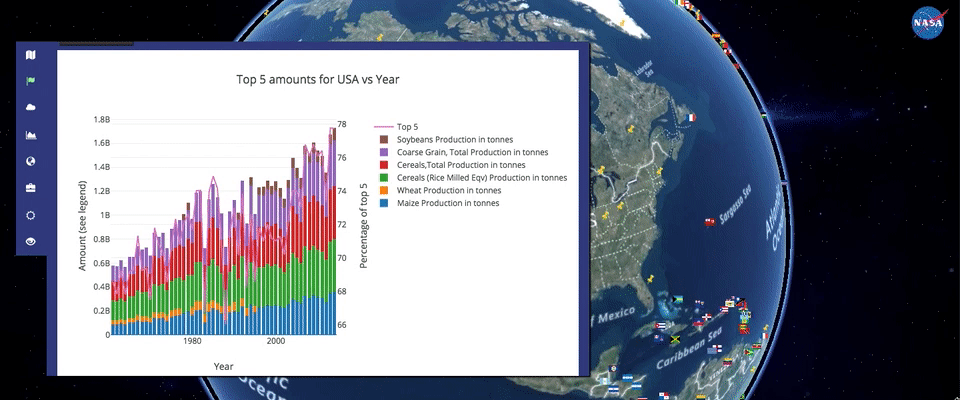 NASA
Labrador
Sea
Top 5 amounts for USA vs Year
1.8B
1.6B
1.4B
1.2B
1B
0.8B
0.6B
0.4B
0.2B
0
Amount (see legend)
78
76
74
72
70
68
66
Percentage of top 5
1980
2000
Year
Top 5
Soybeans Production in tonnes
Coarse Grain, Total Production in tonnes
Cereals,Total Production in tonnes
Cereals (Rice Milled Eqv) Production in tonnes
Wheat Production in tonnes
Maize Production in tonnes
Sargasso Sea
Atlantic
Ocean
f Mexico
Caribbean Sea
Ocean